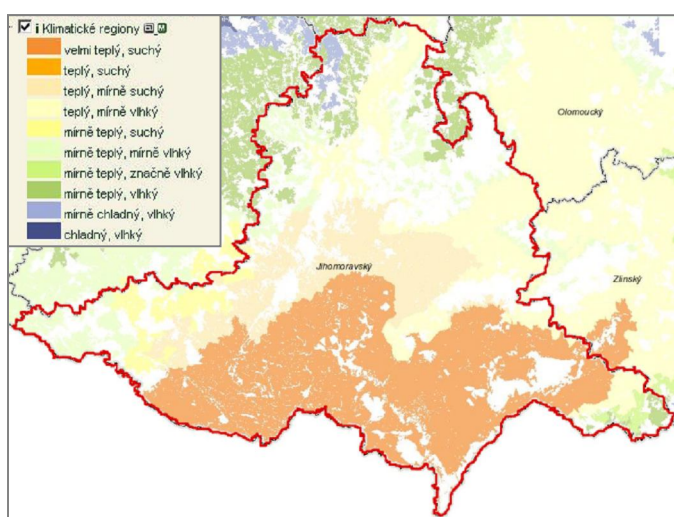 i Klimatické regiony
velmi teplý, suchý
teplý, suchý
teplý, mírně suchý
teplý, mírně vlhký
mírně teplý, suchý
mírně teplý, mírně vlhký
mírně teplý, značně vlhký
mírně teplý, vlhký
mírně chladný, vlhký
chladný, vlhký
Olomoucký
Jihomoravský
Zlínský